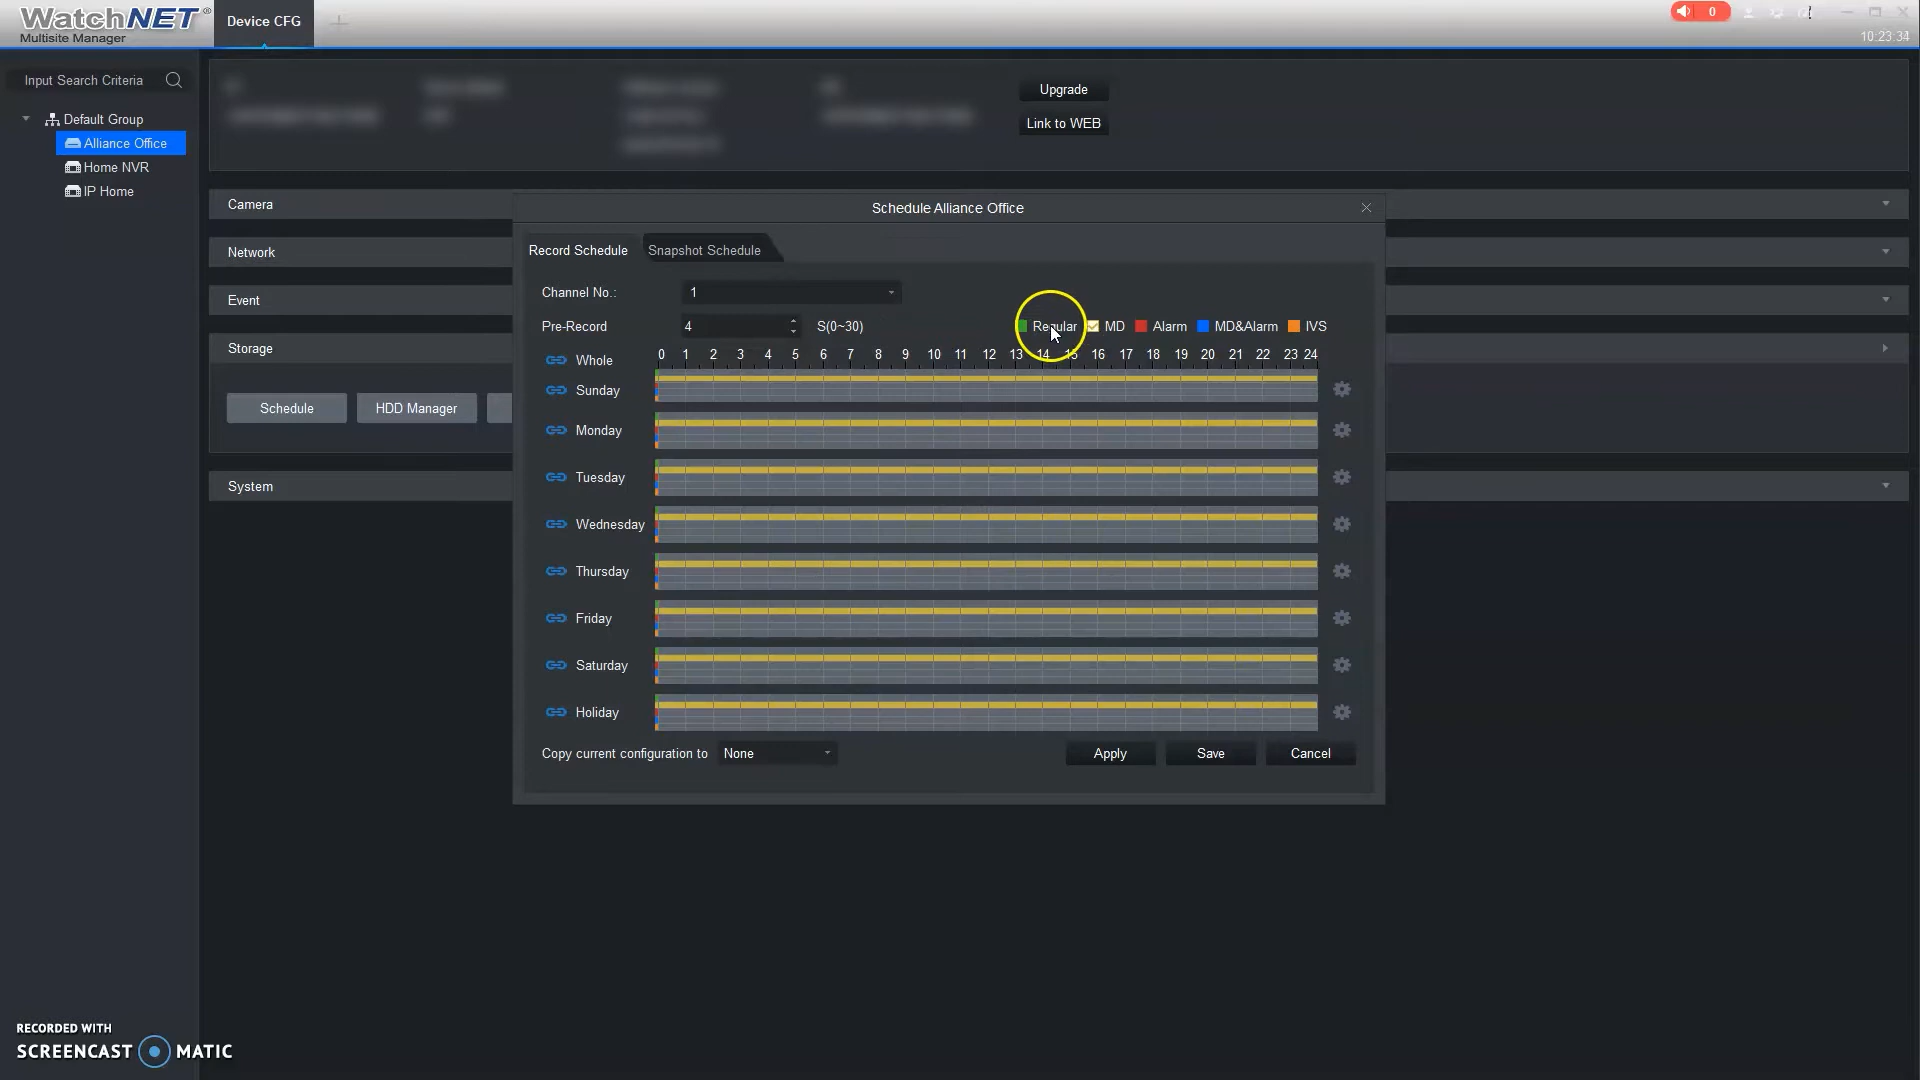 WatchNET®
Multisite Manager
Device CFG
0
10:23:34
Input Search Criteria
Default Group
Alliance Office
Home NVR
IP Home
Upgrade
Link to WEB
Camera
Network
Event
Storage
Schedule
HDD Manager
System
Schedule Alliance Office
Record Schedule
Snapshot Schedule
Channel No.:
1
Pre-Record
4
S(0~30)
Regular
MD
Alarm
MD&Alarm
IVS
Whole
0 1 2 3 4 5 6 7 8 9 10 11 12 13 14 15 16 17 18 19 20 21 22 23 24
Sunday
Monday
Tuesday
Wednesday
Thursday
Friday
Saturday
Holiday
Copy current configuration to
None
Apply
Save
Cancel
RECORDED WITH
SCREENCAST MATIC